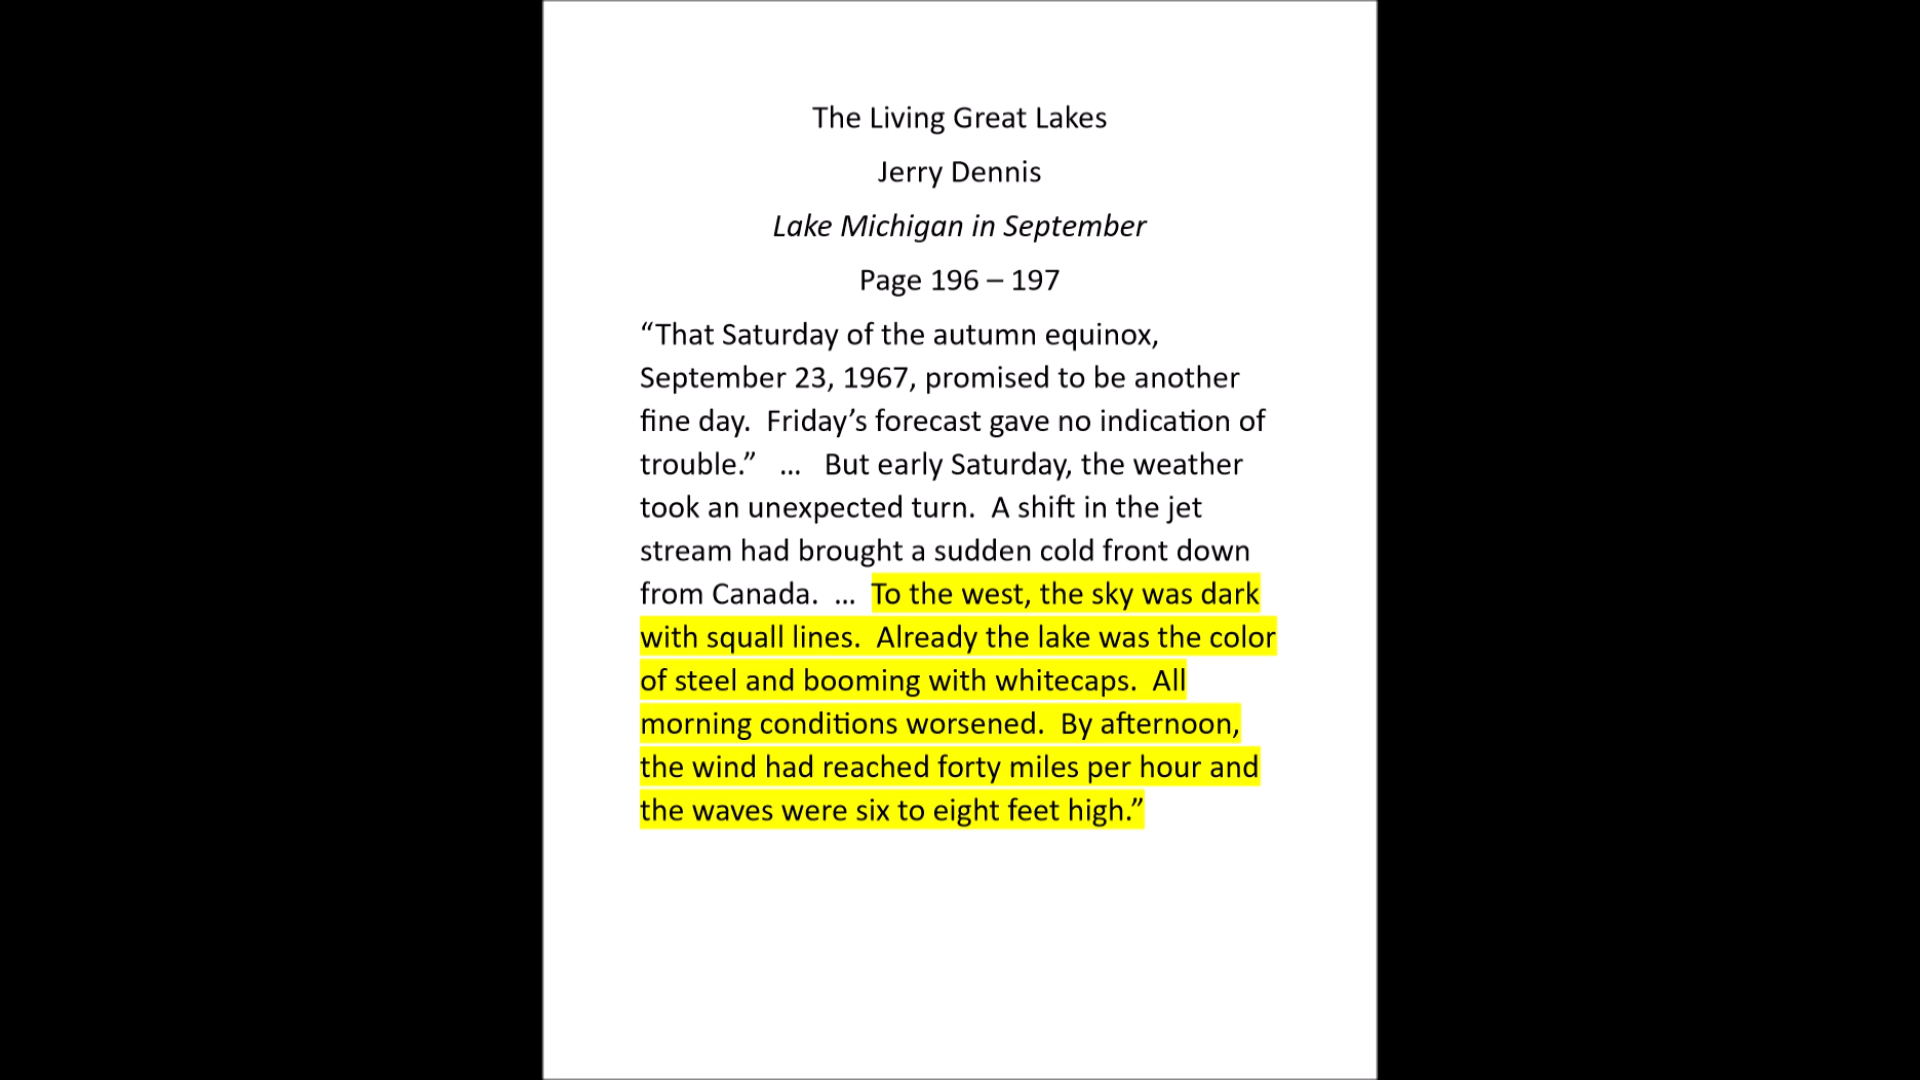 The Living Great Lakes
Jerry Dennis
Lake Michigan in September
Page 196 – 197
“That Saturday of the autumn equinox,
September 23, 1967, promised to be another
fine day.  Friday’s forecast gave no indication of
trouble.”   ...   But early Saturday, the weather
took an unexpected turn.  A shift in the jet
stream had brought a sudden cold front down
from Canada.  ...  To the west, the sky was dark
with squall lines.  Already the lake was the color
of steel and booming with whitecaps.  All
morning conditions worsened.  By afternoon,
the wind had reached forty miles per hour and
the waves were six to eight feet high.”